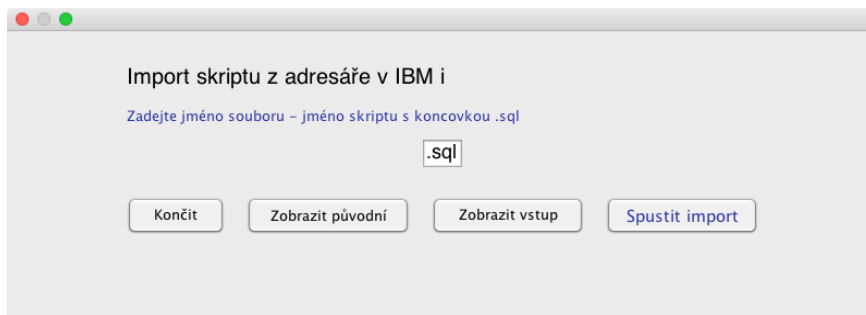 Import skriptu z adresáře v IBM i
Zadejte jméno souboru – jméno skriptu s koncovkou .sql
.sql
Končit Zobrazit původní Zobrazit vstup Spustit import